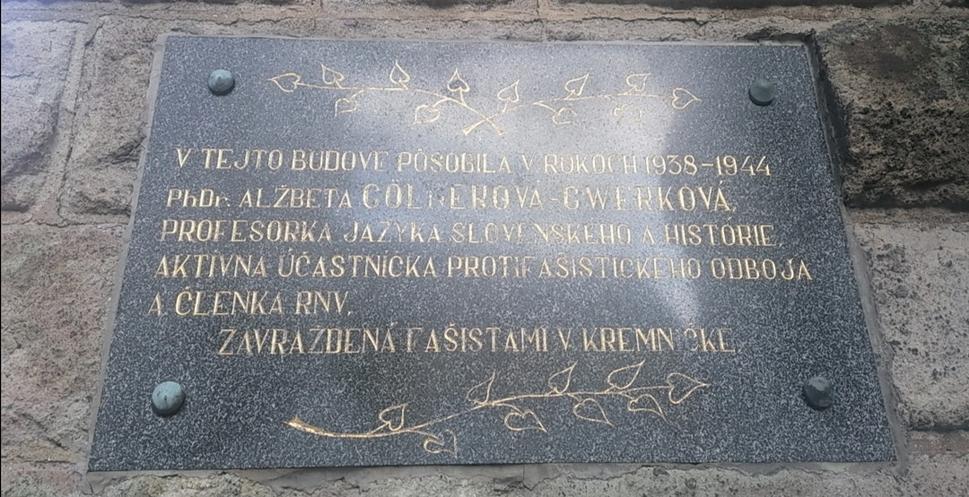 V TEJTO BUDOVE PÔSOBILA V ROKOCH 1938-1944
PhDr. ALŽBETA GÖLLNEROVÁ-GWERKOVÁ,
PROFESORKA JAZYKA SLOVENSKÉHO A HISTÓRIE,
AKTÍVNA ÚČASTNÍČKA PROTIFAŠISTICKÉHO ODBOJA
A ČLENKA RNV.
ZAVRAŽDENÁ FAŠISTAMI V KREMNIČKE.